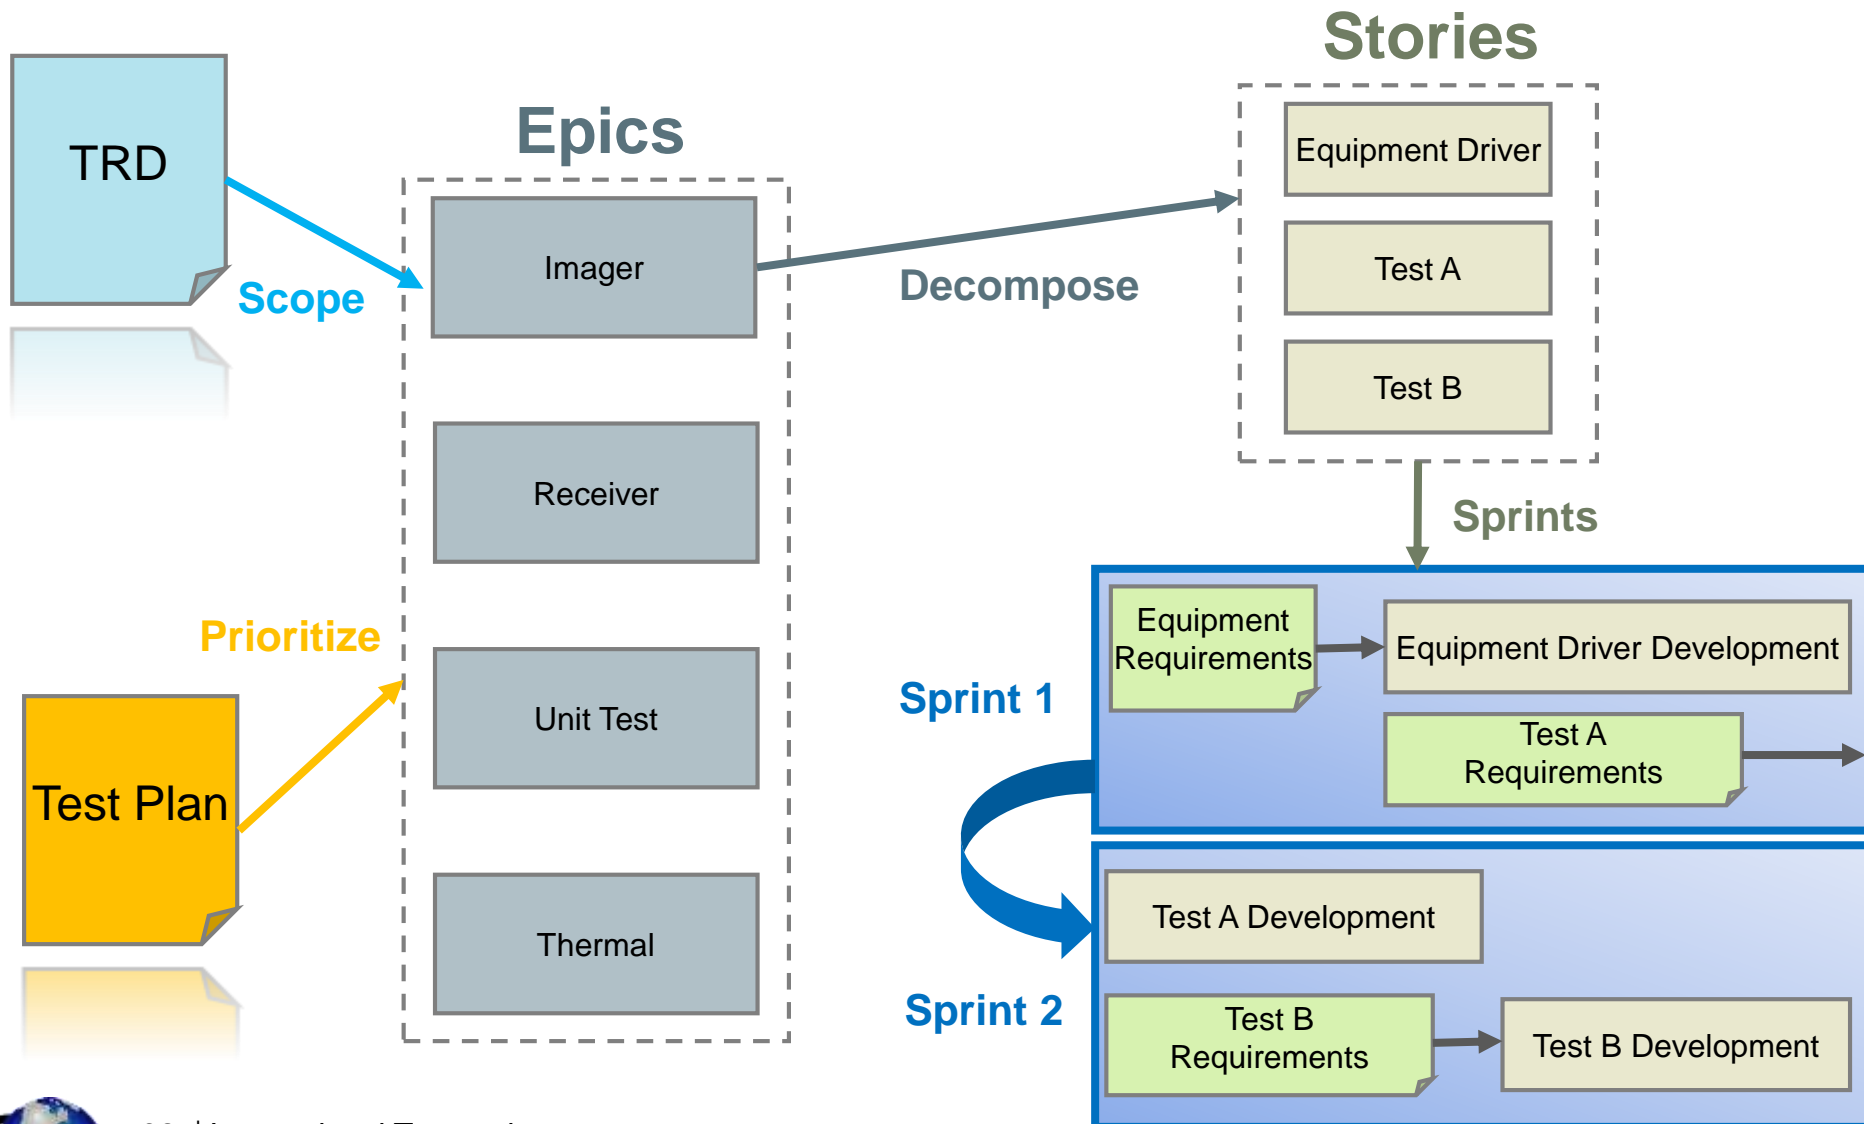 Stories
Epics
TRD
Equipment Driver
Imager
Test A
Scope
Decompose
Test B
Receiver
Sprints
Equipment
Requirements
Equipment Driver Development
Prioritize
Sprint 1
Unit Test
Test A
Requirements
Test Plan
Test A Development
Thermal
Sprint 2
Test B
Requirements
Test B Development